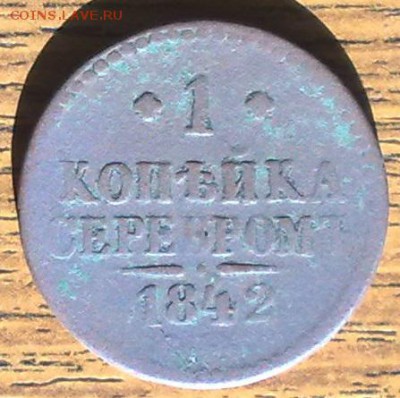 COINS.LAVE.RU
1
КОПѢЙКА
СЕРЕБРОМЪ
1842